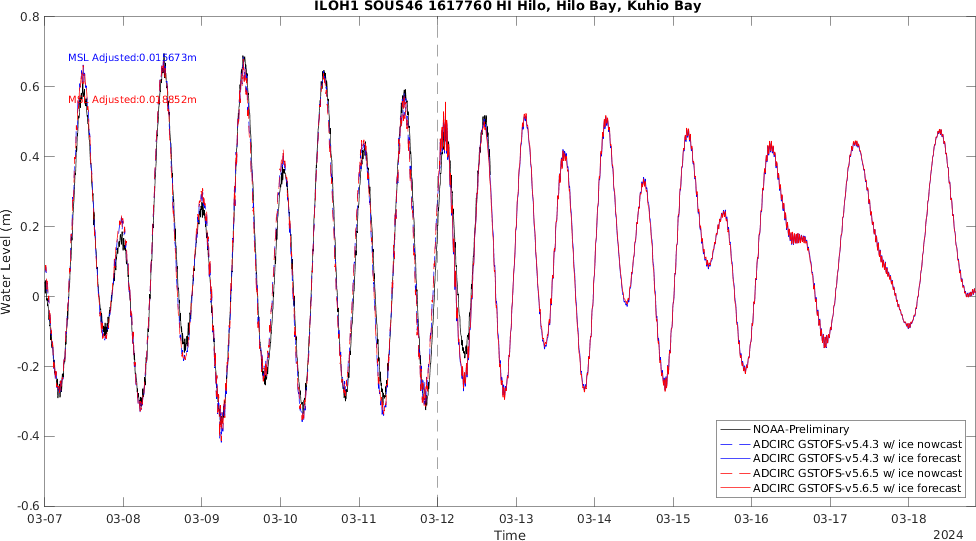 ILOH1 SOUS46 1617760 HI Hilo, Hilo Bay, Kuhio Bay
0.8
0.6
0.4
0.2
0
-0.2
-0.4
-0.6
Water Level (m)
MSL Adjusted:0.015673m
MSL Adjusted:0.018852m
NOAA-Preliminary
ADCIRC GSTOFS-v5.4.3 w/ ice nowcast
ADCIRC GSTOFS-v5.4.3 w/ ice forecast
ADCIRC GSTOFS-v5.6.5 w/ ice nowcast
ADCIRC GSTOFS-v5.6.5 w/ ice forecast
03-07 03-08 03-09 03-10 03-11 03-12 03-13 03-14 03-15 03-16 03-17 03-18
Time
2024